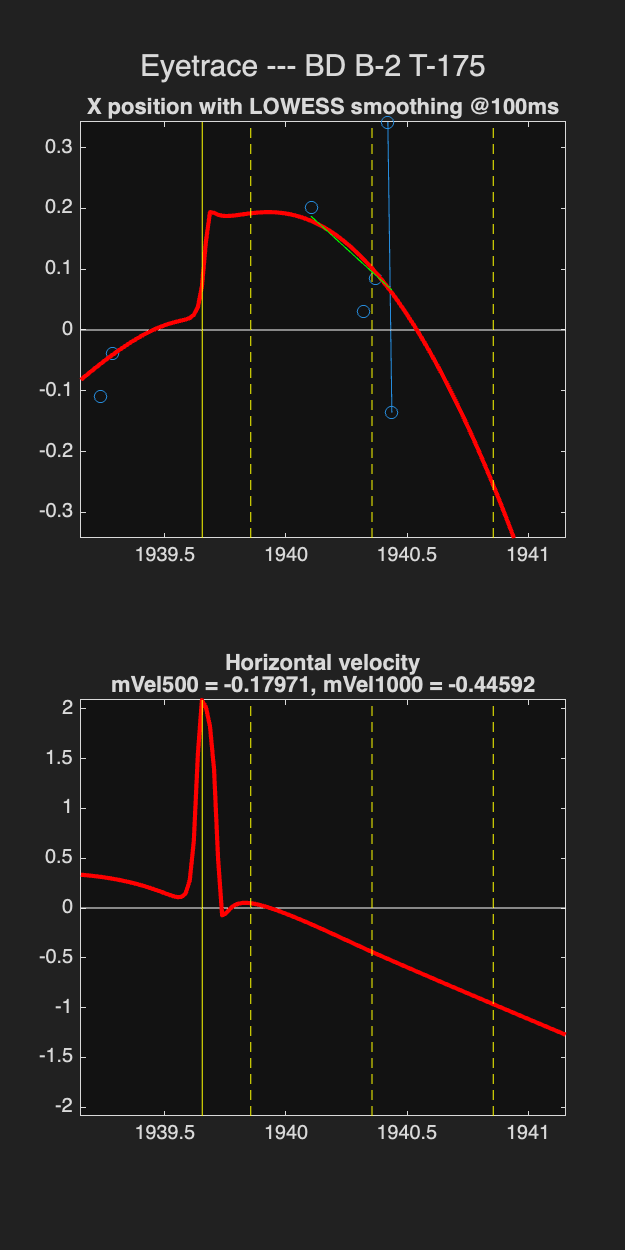 Eyetrace --- BD B-2 T-175
X position with LOWESS smoothing @100ms
0.3
0.2
0.1
0
-0.1
-0.2
-0.3
1939.5 1940 1940.5 1941
Horizontal velocity
mVel500 = -0.17971, mVel1000 = -0.44592
2
1.5
1
0.5
0
-0.5
-1
-1.5
-2
1939.5 1940 1940.5 1941